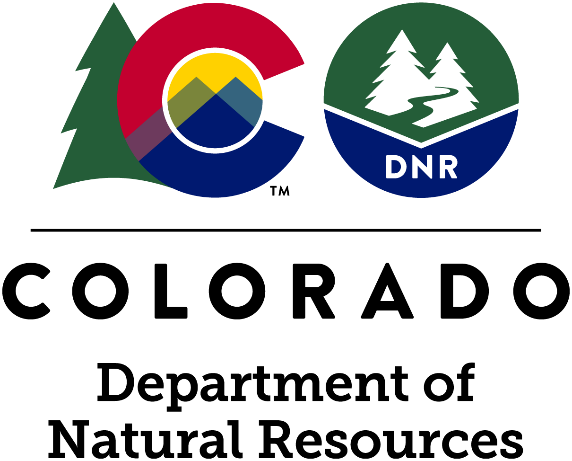 TM
DNR
COLORADO
Department of
Natural Resources